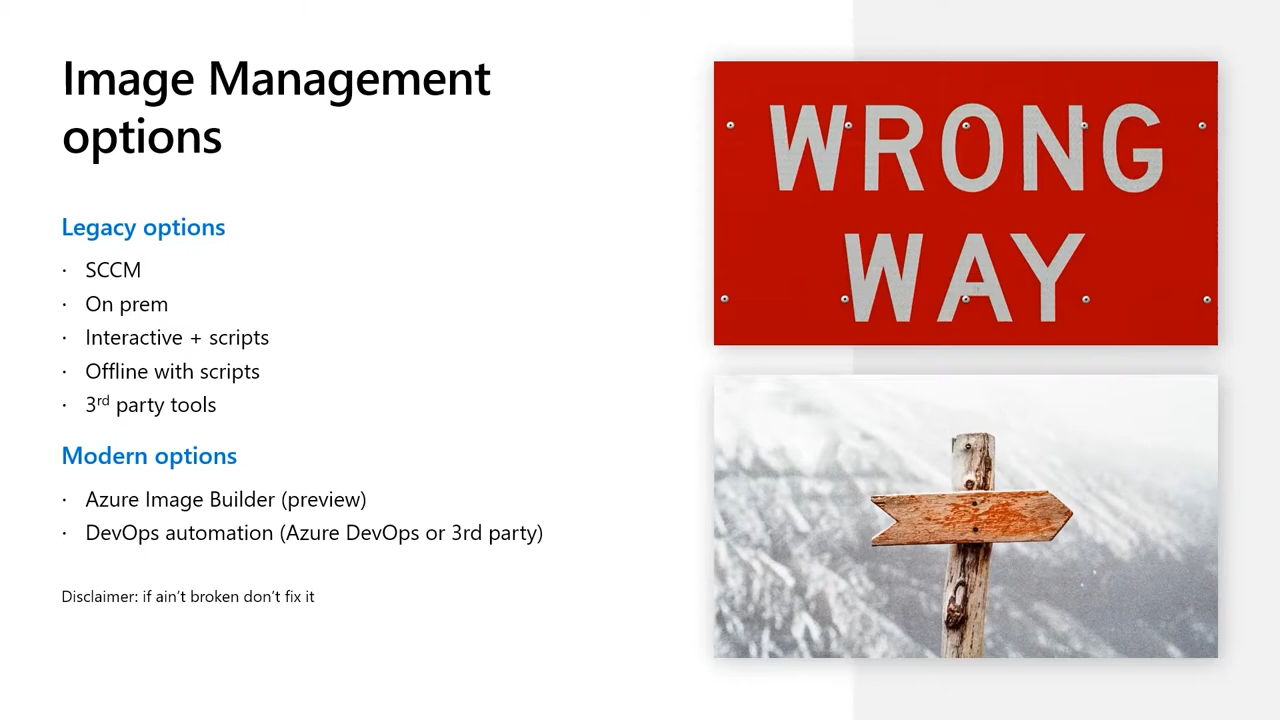 Image Management
options
Legacy options
· SCCM
· On prem
· Interactive + scripts
· Offline with scripts
· 3rd party tools
Modern options
· Azure Image Builder (preview)
· DevOps automation (Azure DevOps or 3rd party)
Disclaimer: if ain’t broken don’t fix it
WRONG
WAY